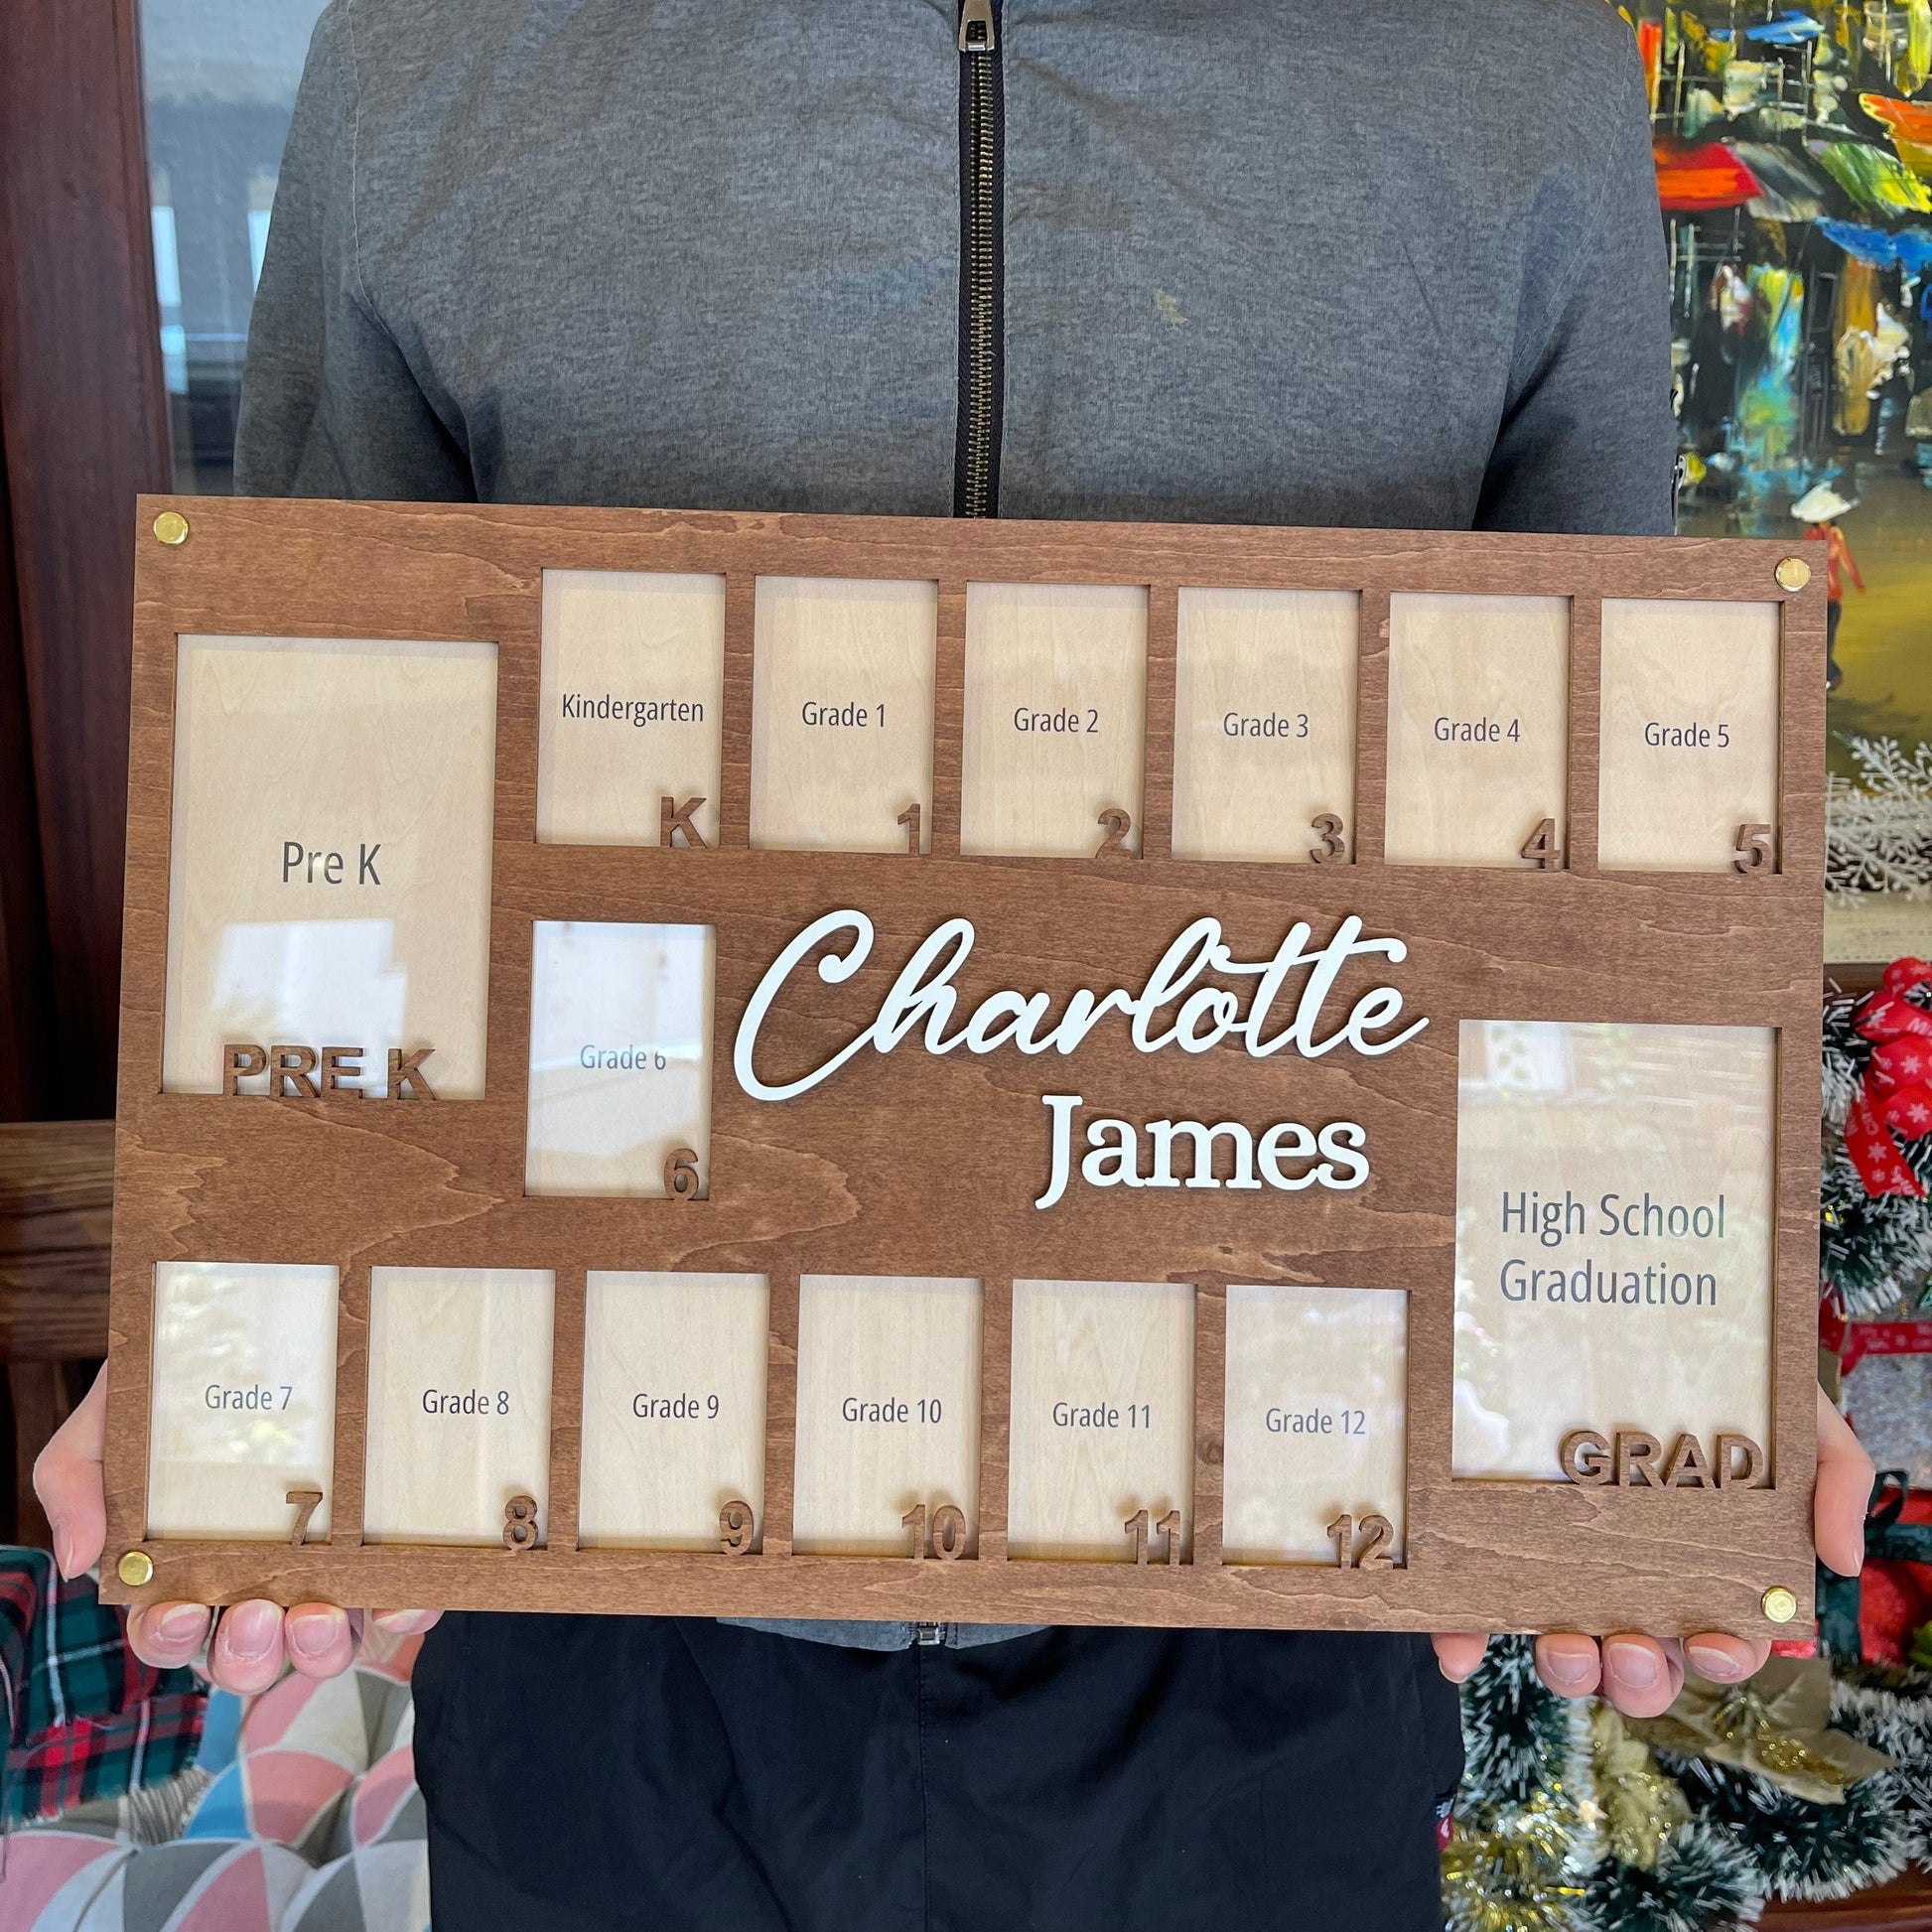 Pre K
PRE K
Kindergarten
K
Grade 1
1
Grade 2
2
Grade 3
3
Grade 4
4
Grade 5
5
Grade 6
6
Charlotte
James
High School
Graduation
GRAD
Grade 7
7
Grade 8
8
Grade 9
9
Grade 10
10
Grade 11
11
Grade 12
12